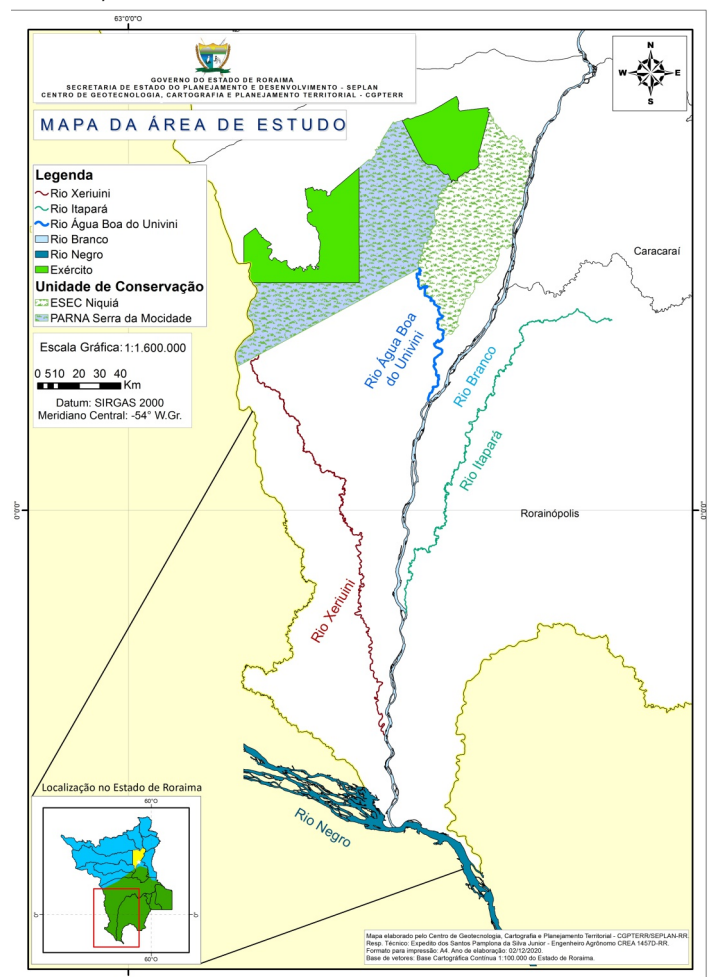 63°0'0"O
GOVERNO DO ESTADO DE RORAIMA
SECRETARIA DE ESTADO DO PLANEJAMENTO E DESENVOLVIMENTO - SEPLAN
CENTRO DE GEOTECNOLOGIA, CARTOGRAFIA E PLANEJAMENTO TERRITORIAL - CGPTERR
N
W E
S
MAPA DA ÁREA DE ESTUDO
Legenda
Rio Xeriuini
Rio Itapará
Rio Água Boa do Univini
Rio Branco
Rio Negro
Exército
Unidade de Conservação
ESEC Niquiá
PARNA Serra da Mocidade
Escala Gráfica: 1:1.600.000
0 5 10 20 30 40
Km
Datum: SIRGAS 2000
Meridiano Central: -54° W.Gr.
Caracaraí
Rio Água Boa
do Univini
Rio Branco
Rio Itapará
0°0'0"
0°0'0"
Rorainópolis
Rio Xeriuini
Rio Negro
Localização no Estado de Roraima
60°O
0°
0°
60°O
Mapa elaborado pelo Centro de Geotecnologia, Cartografia e Planejamento Territorial - CGPTERR/SEPLAN-RR.
Resp. Técnico: Expedito dos Santos Pamplona da Silva Junior - Engenheiro Agrônomo CREA 1457D-RR.
Formato para impressão: A4. Ano de elaboração: 02/12/2020.
Base de vetores: Base Cartográfica Contínua 1:100.000 do Estado de Roraima.